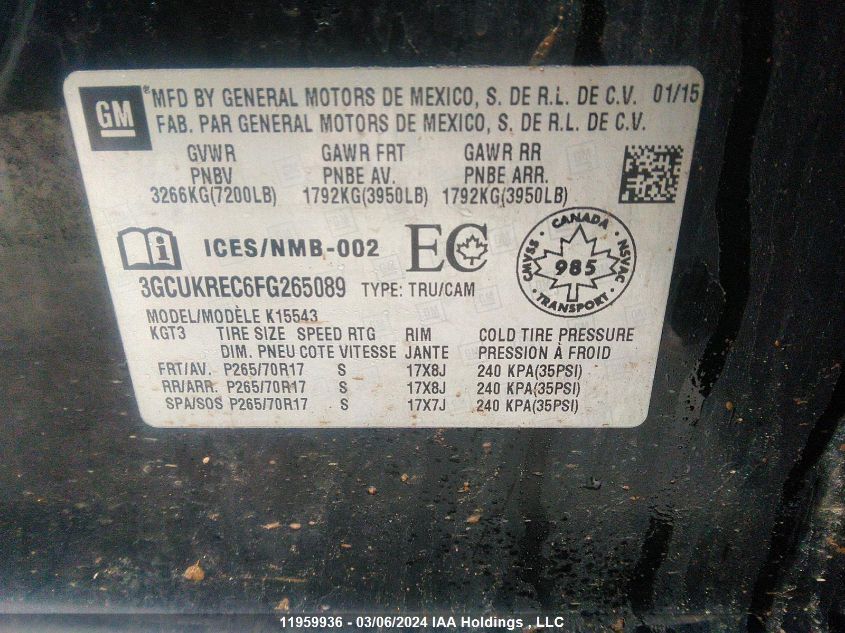 GM
® MFD BY GENERAL MOTORS DE MEXICO, S. DE R.L. DE C.V. 01/15
FAB. PAR GENERAL MOTORS DE MEXICO, S. DE R.L. DE C.V.
GVWR GAWR FRT GAWR RR
PNBV PNBE AV. PNBE ARR.
3266KG(7200LB) 1792KG(3950LB) 1792KG(3950LB)
i ICES/NMB-002 EC
CANADA
CMVSS 985 NSVAC
TRANSPORT
3GCUKREC6FG265089 TYPE: TRU/CAM
MODEL/MODÈLE K15543
KGT3 TIRE SIZE SPEED RTG RIM COLD TIRE PRESSURE
DIM. PNEU COTE VITESSE JANTE PRESSION À FROID
FRT/AV. P265/70R17 S 17X8J 240 KPA(35PSI)
RR/ARR. P265/70R17 S 17X8J 240 KPA(35PSI)
SPA/SOS P265/70R17 S 17X7J 240 KPA(35PSI)
11959936 - 03/06/2024 IAA Holdings , LLC